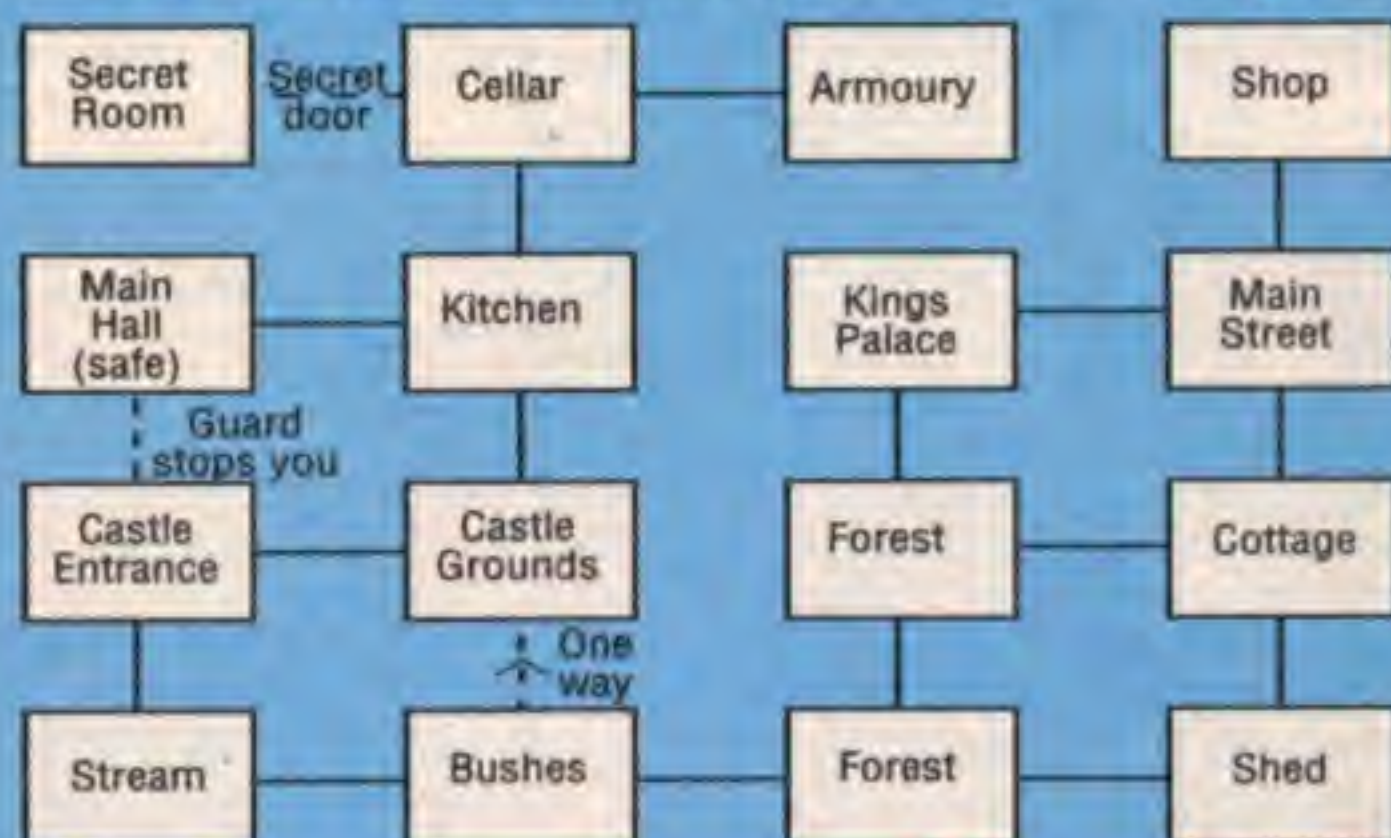 Secret
Room
Secret
door
Cellar
Armoury
Shop
Main
Hall
(safe)
Kitchen
Kings
Palace
Main
Street
Guard
stops you
Castle
Entrance
Castle
Grounds
Forest
Cottage
One
way
Stream
Bushes
Forest
Shed